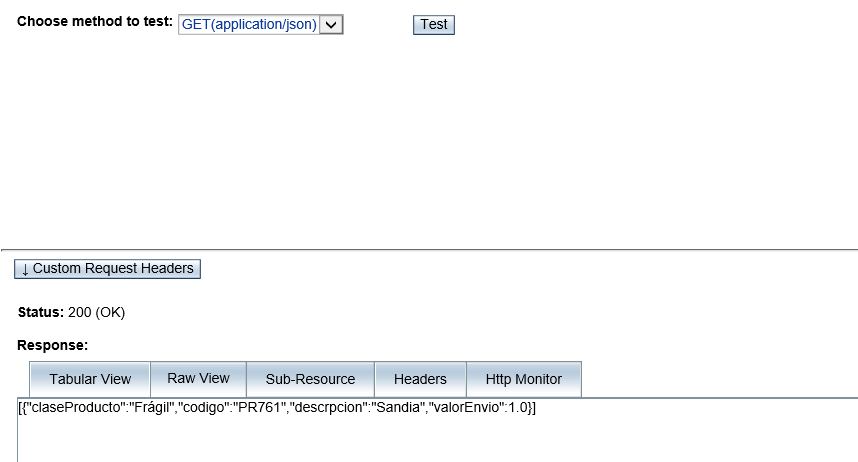 Choose method to test: GET(application/json) Test
↓ Custom Request Headers
Status: 200 (OK)
Response:
Tabular View Raw View Sub-Resource Headers Http Monitor
[{"claseProducto":"Frágil","codigo":"PR761","descrpcion":"Sandia","valorEnvio":1.0}]